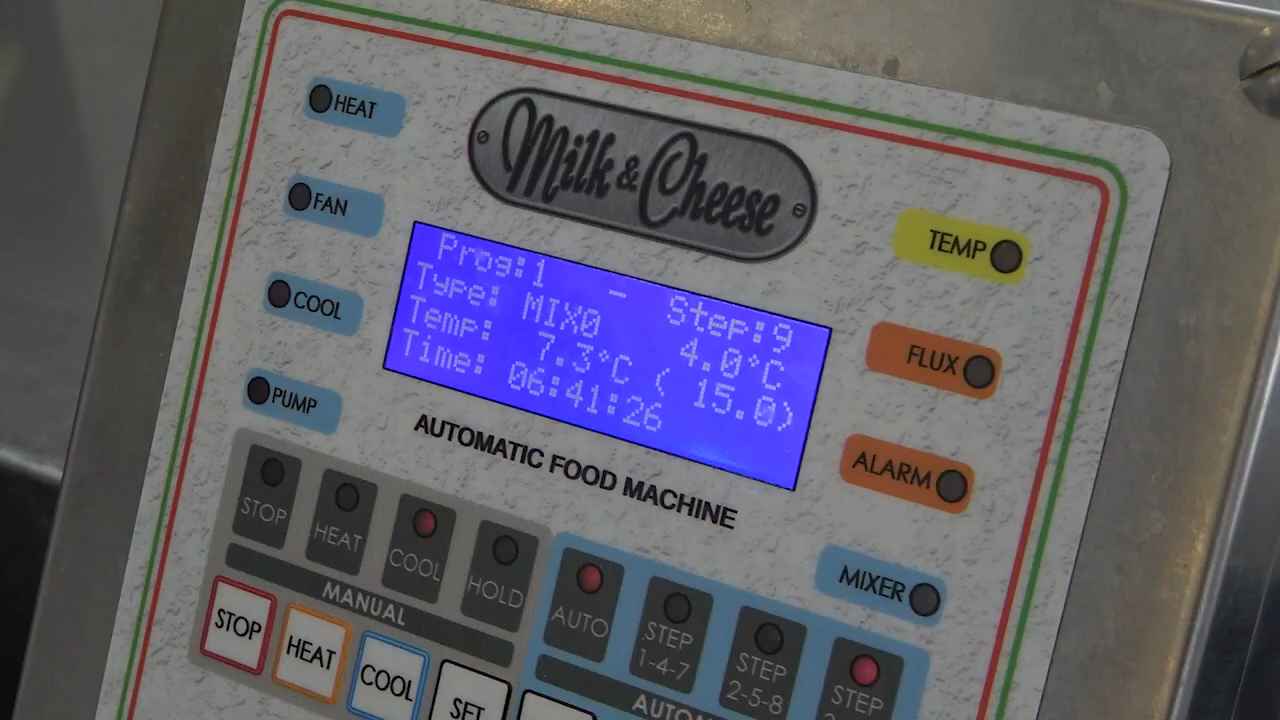 HEAT
Milk & Cheese
FAN
TEMP
COOL
Prog:1 _ Step:9
Type: MIX0 4.0°C
Temp: 7.3°C ( 15.0)
Time: 06:41:26
FLUX
PUMP
ALARM
AUTOMATIC FOOD MACHINE
MIXER
STOP
HEAT
COOL
HOLD
AUTO
STEP
1-4-7
STEP
2-5-8
STEP
MANUAL
STOP
HEAT
COOL
SET